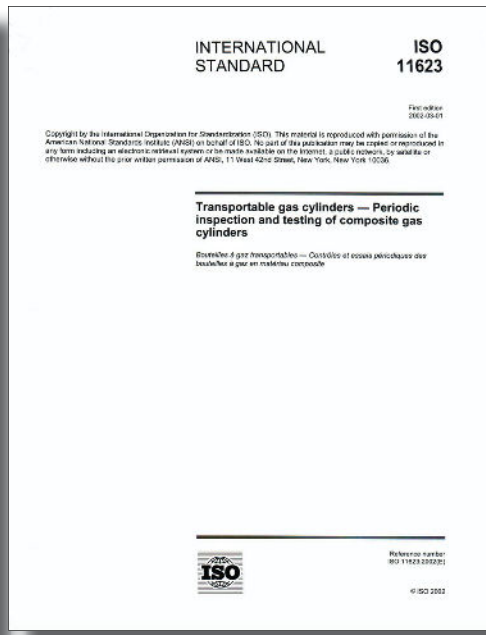 INTERNATIONAL
STANDARD
ISO
11623
First edition
2002-03-01
Copyright by the International Organization for Standardization (ISO). This material is reproduced with permission of the
American National Standards Institute (ANSI) on behalf of ISO. No part of this publication may be copied or reproduced in
any form including an electronic retrieval system or be made available on the Internet, a public network, by satellite or
otherwise without the prior written permission of ANSI, 11 West 42nd Street, New York, New York 10036.
Transportable gas cylinders — Periodic
inspection and testing of composite gas
cylinders
Bouteilles à gaz transportables — Contrôles et essais périodiques des
bouteilles à gaz en matériau composite
ISO
Reference number
ISO 11623:2002(E)
© ISO 2002